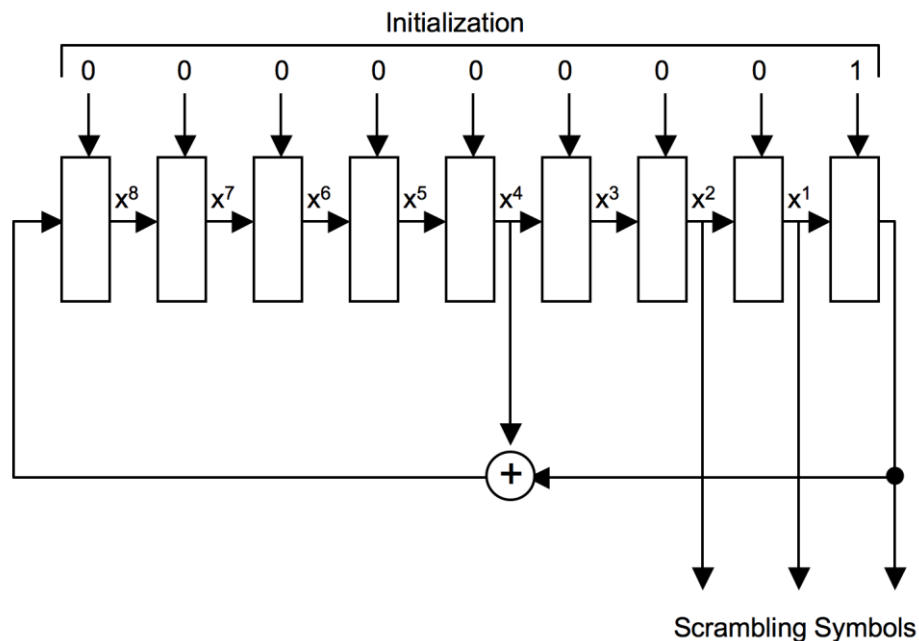 Initialization
0 0 0 0 0 0 0 0 1
x⁸ x⁷ x⁶ x⁵ x⁴ x³ x² x¹
+
Scrambling Symbols